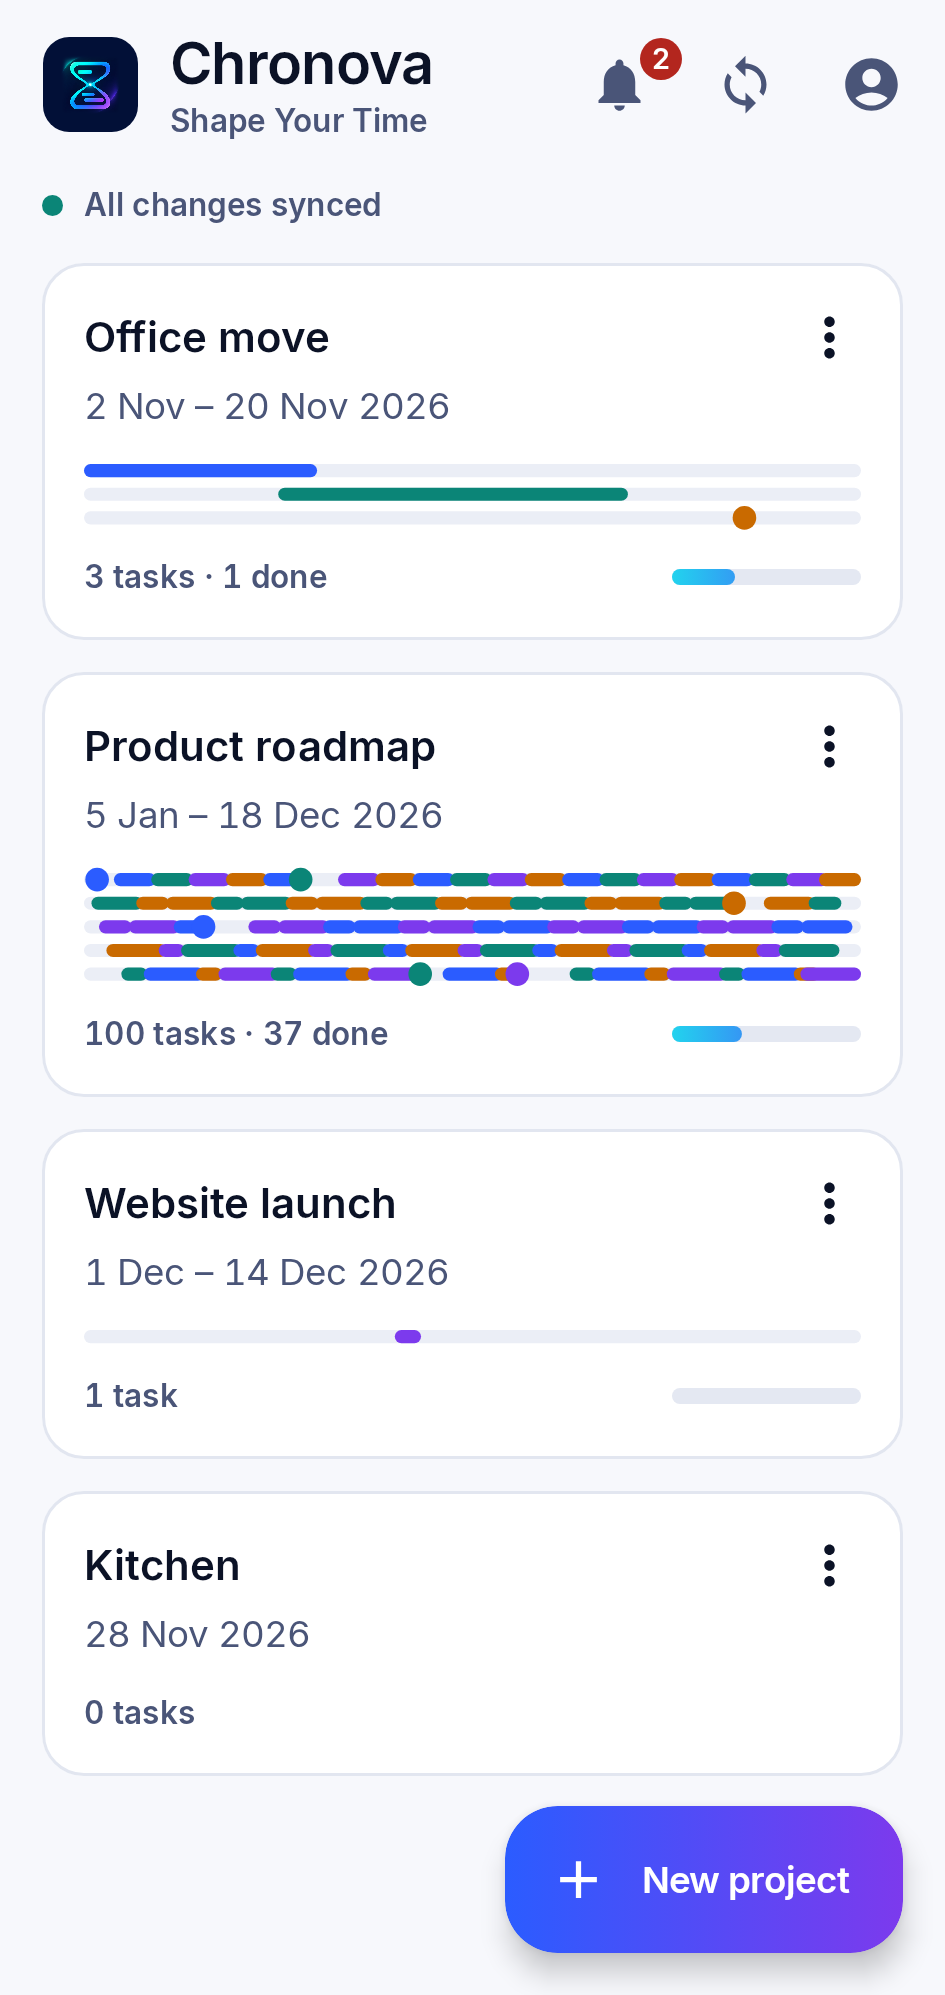 Chronova
Shape Your Time
2
All changes synced
Office move
2 Nov – 20 Nov 2026
3 tasks · 1 done
Product roadmap
5 Jan – 18 Dec 2026
100 tasks · 37 done
Website launch
1 Dec – 14 Dec 2026
1 task
Kitchen
28 Nov 2026
0 tasks
New project